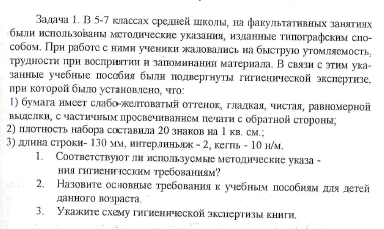 Задача 1. В 5-7 классах средней школы, на факультативных занятиях
были использованы методические указания, изданные типографским спо-
собом. При работе с ними ученики жаловались на быструю утомляемость,
трудности при восприятии и запоминании материала. В связи с этим ука-
занные учебные пособия были подвергнуты гигиенической экспертизе,
при которой было установлено, что:
1) бумага имеет слабо-желтоватый оттенок, гладкая, чистая, равномерной
выделки, с частичным просвечиванием печати с обратной стороны;
2) плотность набора составила 20 знаков на 1 кв. см.;
3) длина строки- 130 мм, интерлиньяж - 2, кегль - 10 п/м.
1. Соответствуют ли используемые методические указа -
ния гигиеническим требованиям?
2. Назовите основные требования к учебным пособиям для детей
данного возраста.
3. Укажите схему гигиенической экспертизы книги.